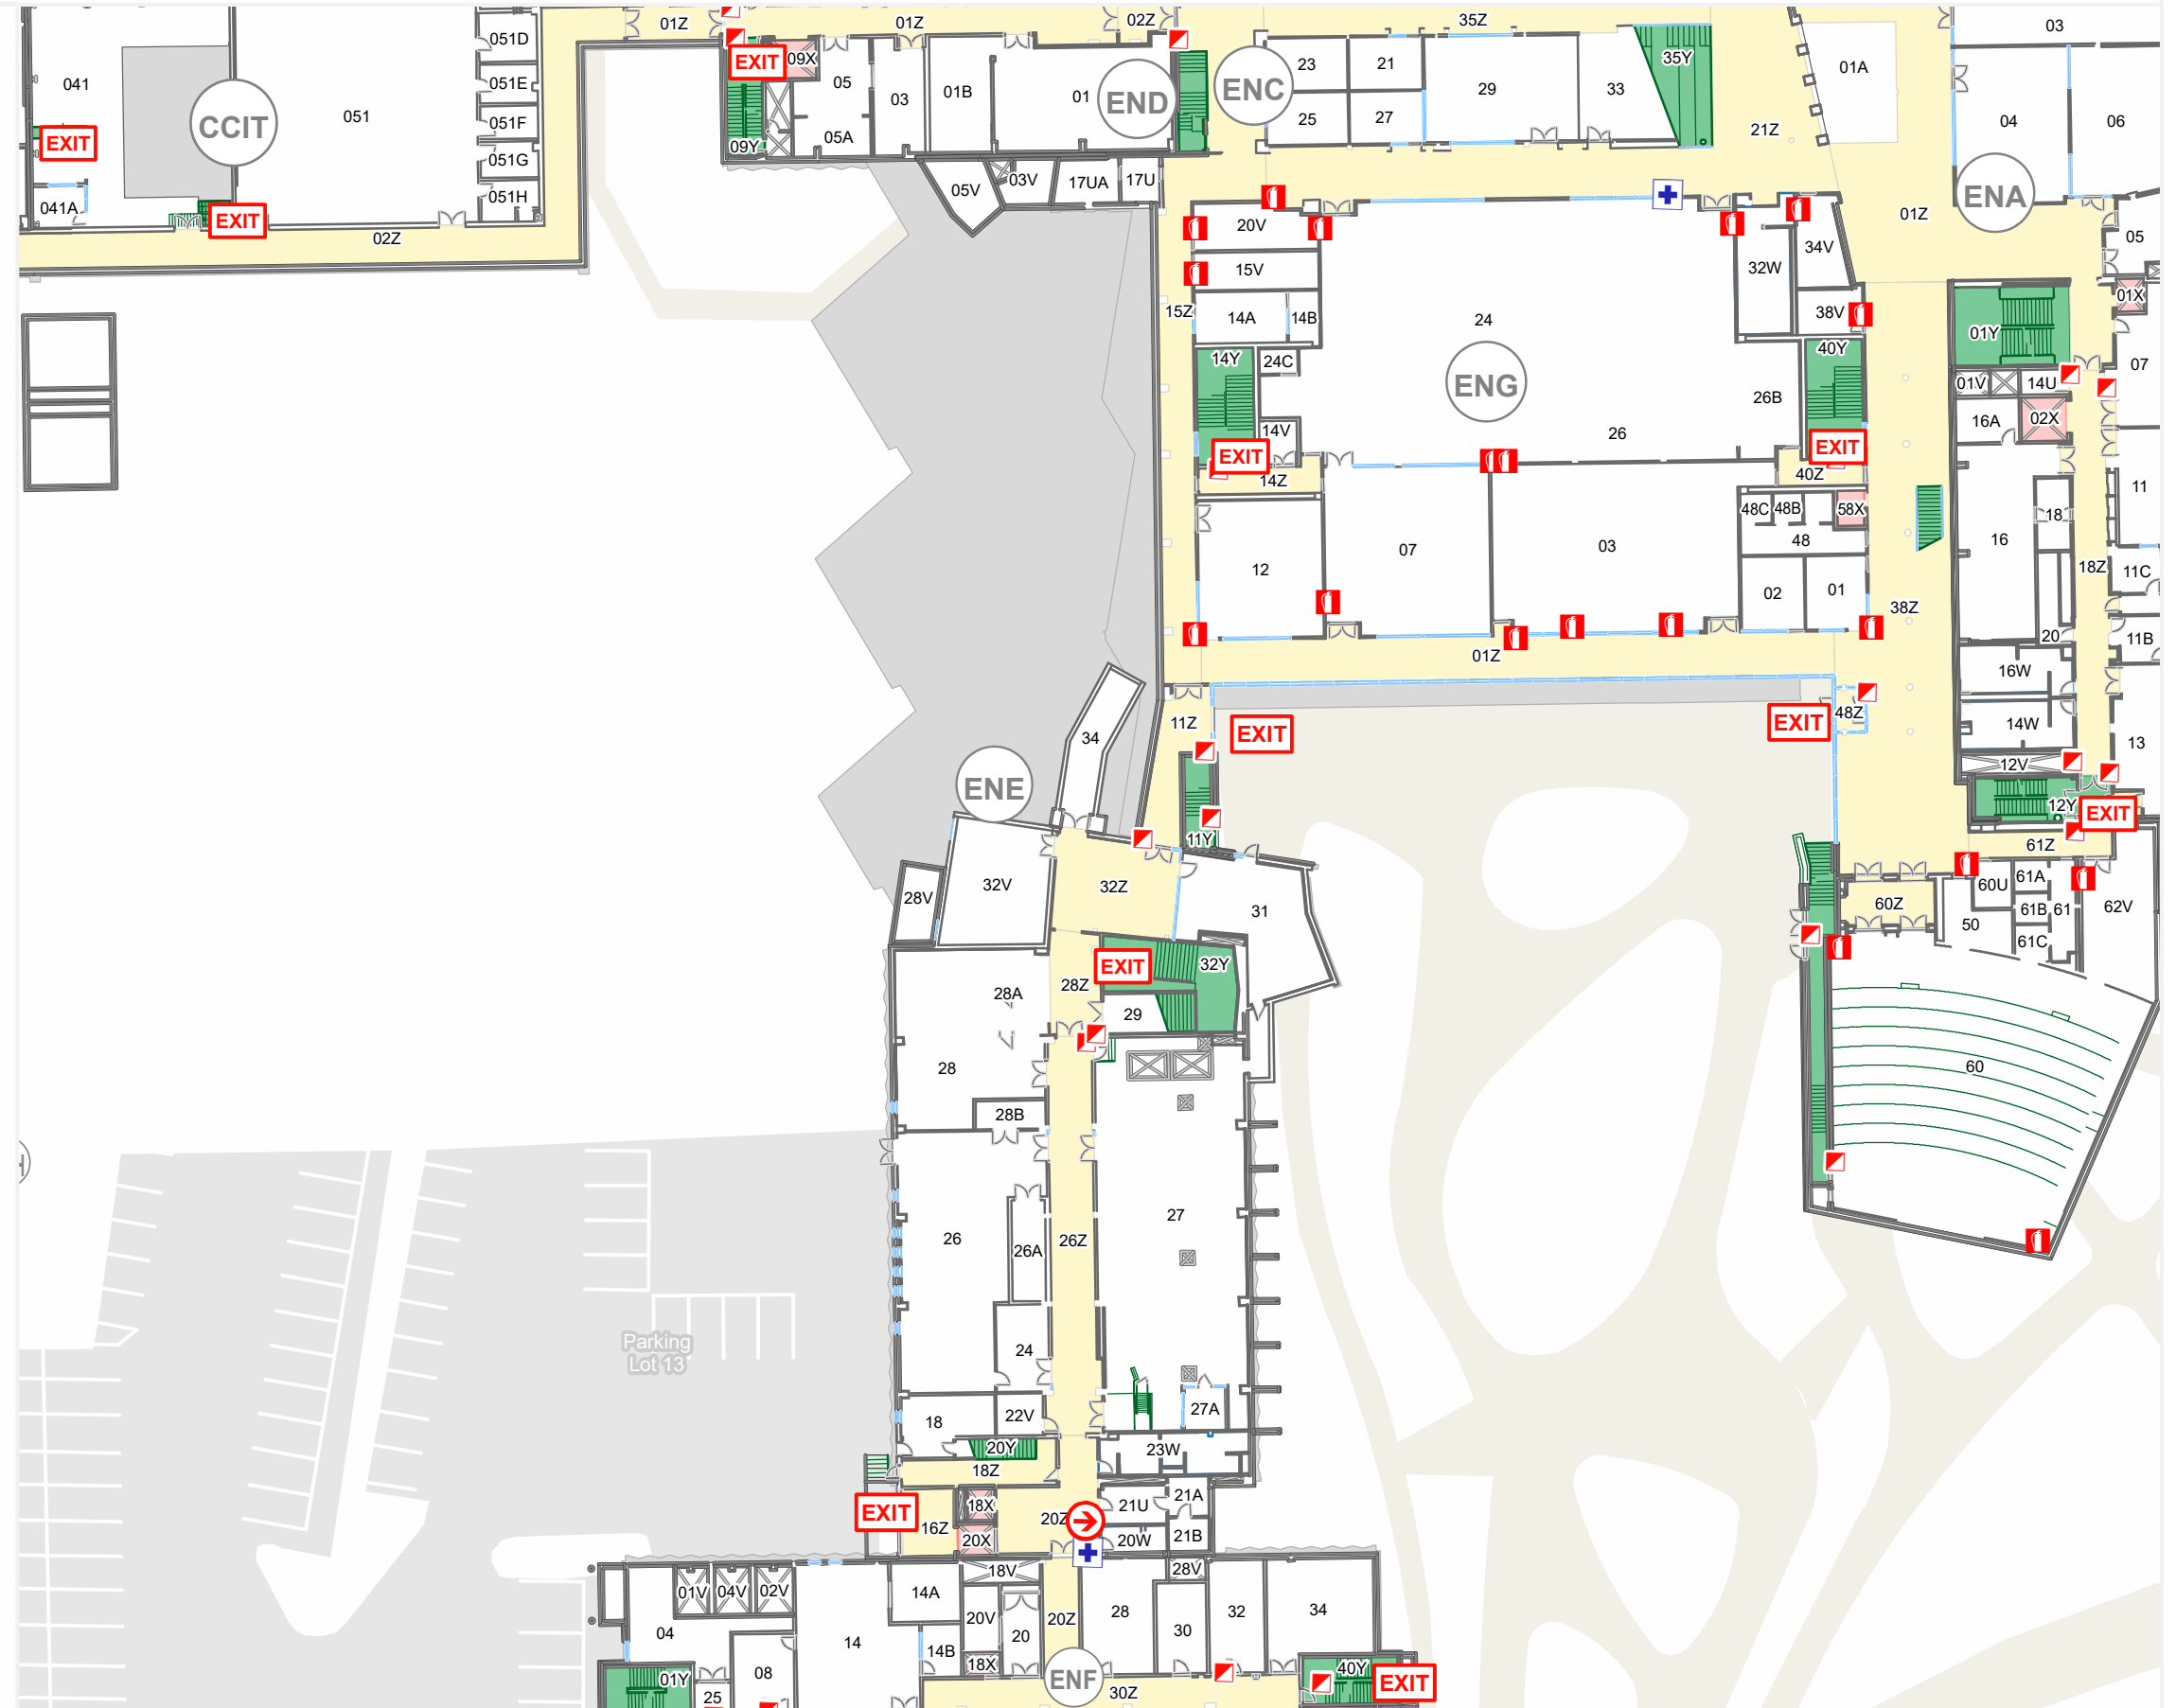 01Z
01Z
02Z
35Z
03
051D
09X
EXIT
05
23
21
35Y
01A
041
051E
03
01B
01
END
ENC
29
33
04
06
CCIT
051
051F
25
27
21Z
EXIT
09Y
05A
051G
03V
05V
17UA
17U
041A
051H
EXIT
02Z
20V
ENA
01Z
34V
05
15V
32W
01X
15Z
14A
14B
24
38V
01Y
07
14Y
24C
40Y
ENG
01V
14U
26B
16A
02X
14V
26
EXIT
EXIT
14Z
40Z
11
48C
48B
58X
18
12
07
03
48
16
02
01
18Z
11C
38Z
20
11B
01Z
16W
34
11Z
EXIT
EXIT
48Z
14W
13
12V
ENE
12Y
EXIT
11Y
61Z
32V
32Z
28V
31
60U
61A
60Z
50
61B
61
62V
61C
EXIT
32Y
28Z
28A
29
28
60
28B
27
26
26A
26Z
Parking
Lot 13
24
27A
18
22V
20Y
23W
18Z
18X
21U
21A
EXIT
16Z
20Z
20X
20W
21B
18V
28V
01V
04V
02V
14A
20V
20Z
28
32
34
04
14
14B
20
30
18X
08
01Y
25
ENF
30Z
40Y
EXIT